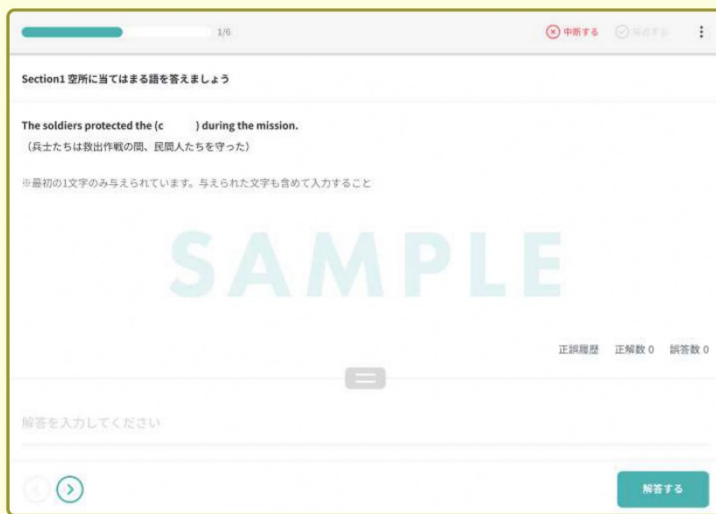 1/6
中断する
Section1 空所に当てはまる語を答えましょう
The soldiers protected the (c      ) during the mission.
（兵士たちは救出作戦の間、民間人たちを守った）
※最初の1文字のみ与えられています。与えられた文字も含めて入力すること
SAMPLE
正誤履歴 正解数 0 誤答数 0
解答を入力してください
解答する